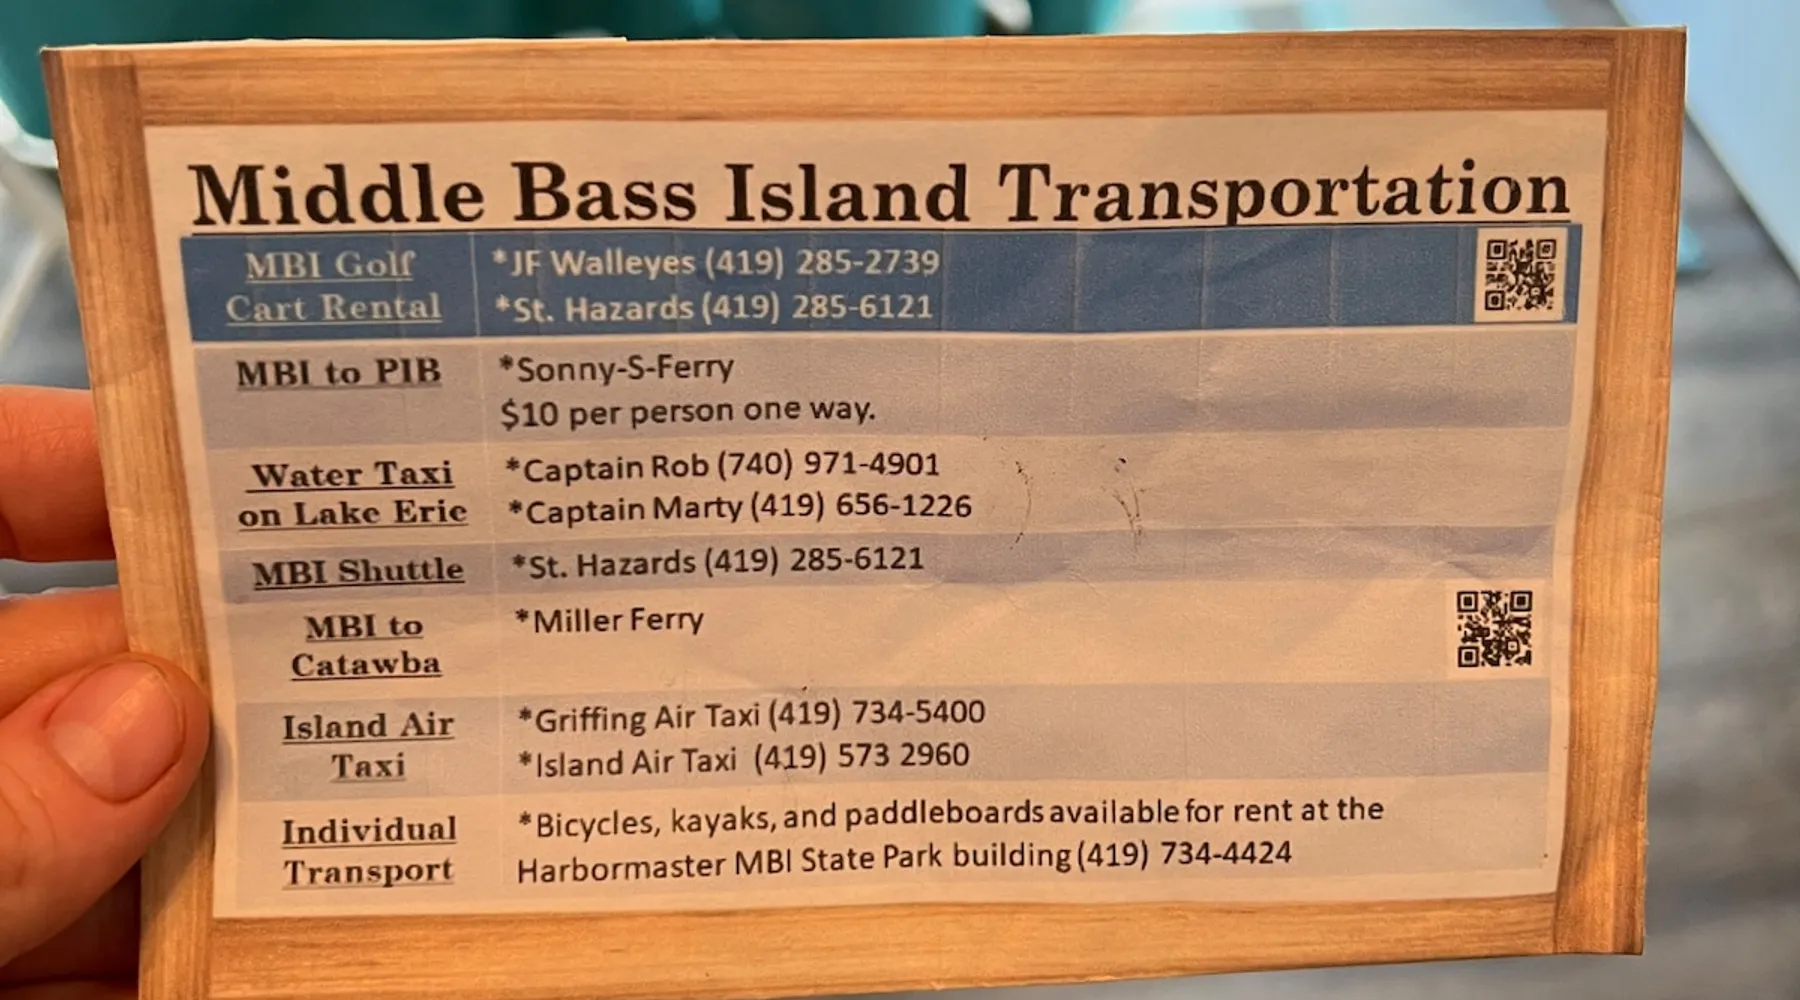 Middle Bass Island Transportation
MBI Golf
Cart Rental
*JF Walleyes (419) 285-2739
*St. Hazards (419) 285-6121
MBI to PIB
*Sonny-S-Ferry
$10 per person one way.
Water Taxi
on Lake Erie
*Captain Rob (740) 971-4901
*Captain Marty (419) 656-1226
MBI Shuttle
*St. Hazards (419) 285-6121
MBI to
Catawba
*Miller Ferry
Island Air
Taxi
*Griffing Air Taxi (419) 734-5400
*Island Air Taxi (419) 573 2960
Individual
Transport
*Bicycles, kayaks, and paddleboards available for rent at the
Harbormaster MBI State Park building (419) 734-4424